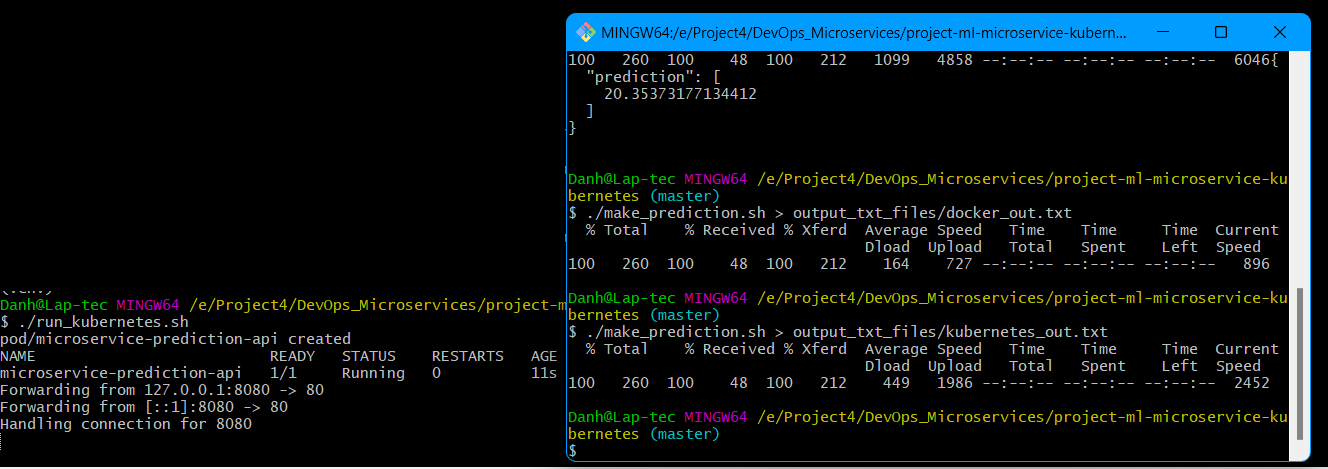 (venv)
Danh@Lap-tec MINGW64 /e/Project4/DevOps_Microservices/project-m
$ ./run_kubernetes.sh
pod/microservice-prediction-api created
NAME                          READY   STATUS    RESTARTS   AGE
microservice-prediction-api   1/1     Running   0          11s
Forwarding from 127.0.0.1:8080 -> 80
Forwarding from [::1]:8080 -> 80
Handling connection for 8080
MINGW64:/e/Project4/DevOps_Microservices/project-ml-microservice-kubern...
100   260  100    48  100   212   1099   4858 --:--:-- --:--:-- --:--:--  6046{
  "prediction": [
    20.35373177134412
  ]
}
Danh@Lap-tec MINGW64 /e/Project4/DevOps_Microservices/project-ml-microservice-ku
bernetes (master)
$ ./make_prediction.sh > output_txt_files/docker_out.txt
  % Total    % Received % Xferd  Average Speed   Time    Time     Time  Current
                                 Dload  Upload   Total   Spent    Left  Speed
100   260  100    48  100   212    164    727 --:--:-- --:--:-- --:--:--   896
Danh@Lap-tec MINGW64 /e/Project4/DevOps_Microservices/project-ml-microservice-ku
bernetes (master)
$ ./make_prediction.sh > output_txt_files/kubernetes_out.txt
  % Total    % Received % Xferd  Average Speed   Time    Time     Time  Current
                                 Dload  Upload   Total   Spent    Left  Speed
100   260  100    48  100   212    449   1986 --:--:-- --:--:-- --:--:--  2452
Danh@Lap-tec MINGW64 /e/Project4/DevOps_Microservices/project-ml-microservice-ku
bernetes (master)
$